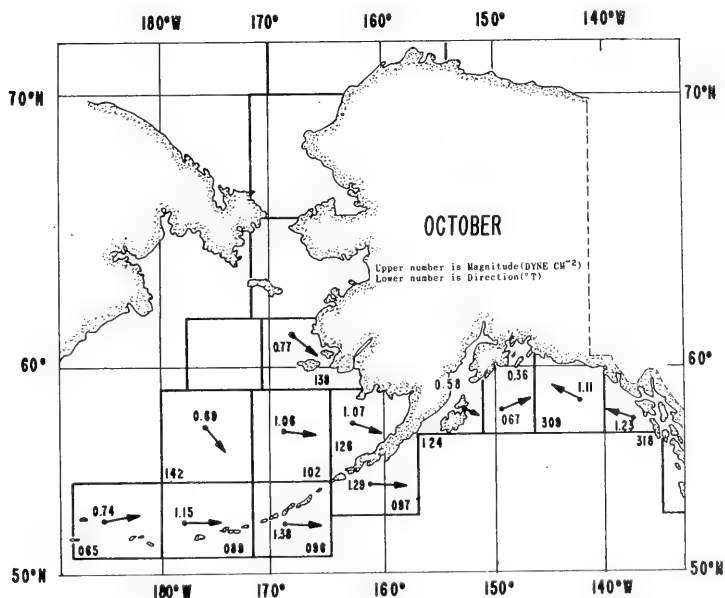 180°W 170° 160° 150° 140°W
70°N 70°N
OCTOBER
Upper number is Magnitude(DYNE CM⁻²)
Lower number is Direction(°T)
0.77
138
60° 60°
0.58 0.36 1.11
067 309
1.23
318
124
0.69 1.06 1.07
126
142 102
1.29
097
0.74 1.15 1.38
065 089 096
50°N 50°N
180°W 170° 160° 150° 140°W